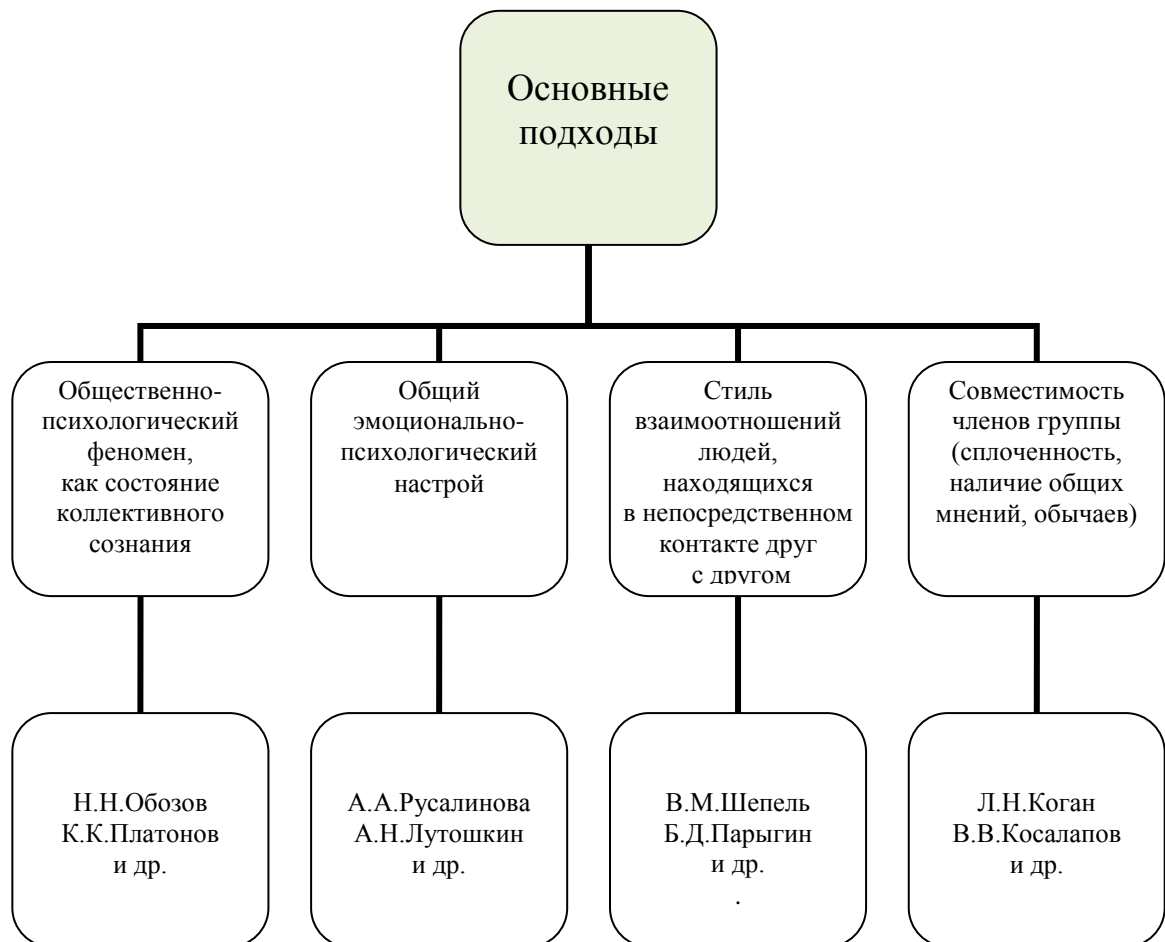 Основные
подходы
Общественно-
психологический
феномен,
как состояние
коллективного
сознания
Общий
эмоционально-
психологический
настрой
Стиль
взаимоотношений
людей,
находящихся
в непосредственном
контакте друг
с другом
Совместимость
членов группы
(сплоченность,
наличие общих
мнений, обычаев)
Н.Н.Обозов
К.К.Платонов
и др.
А.А.Русалинова
А.Н.Лутошкин
и др.
В.М.Шепель
Б.Д.Парыгин
и др.
.
Л.Н.Коган
В.В.Косалапов
и др.